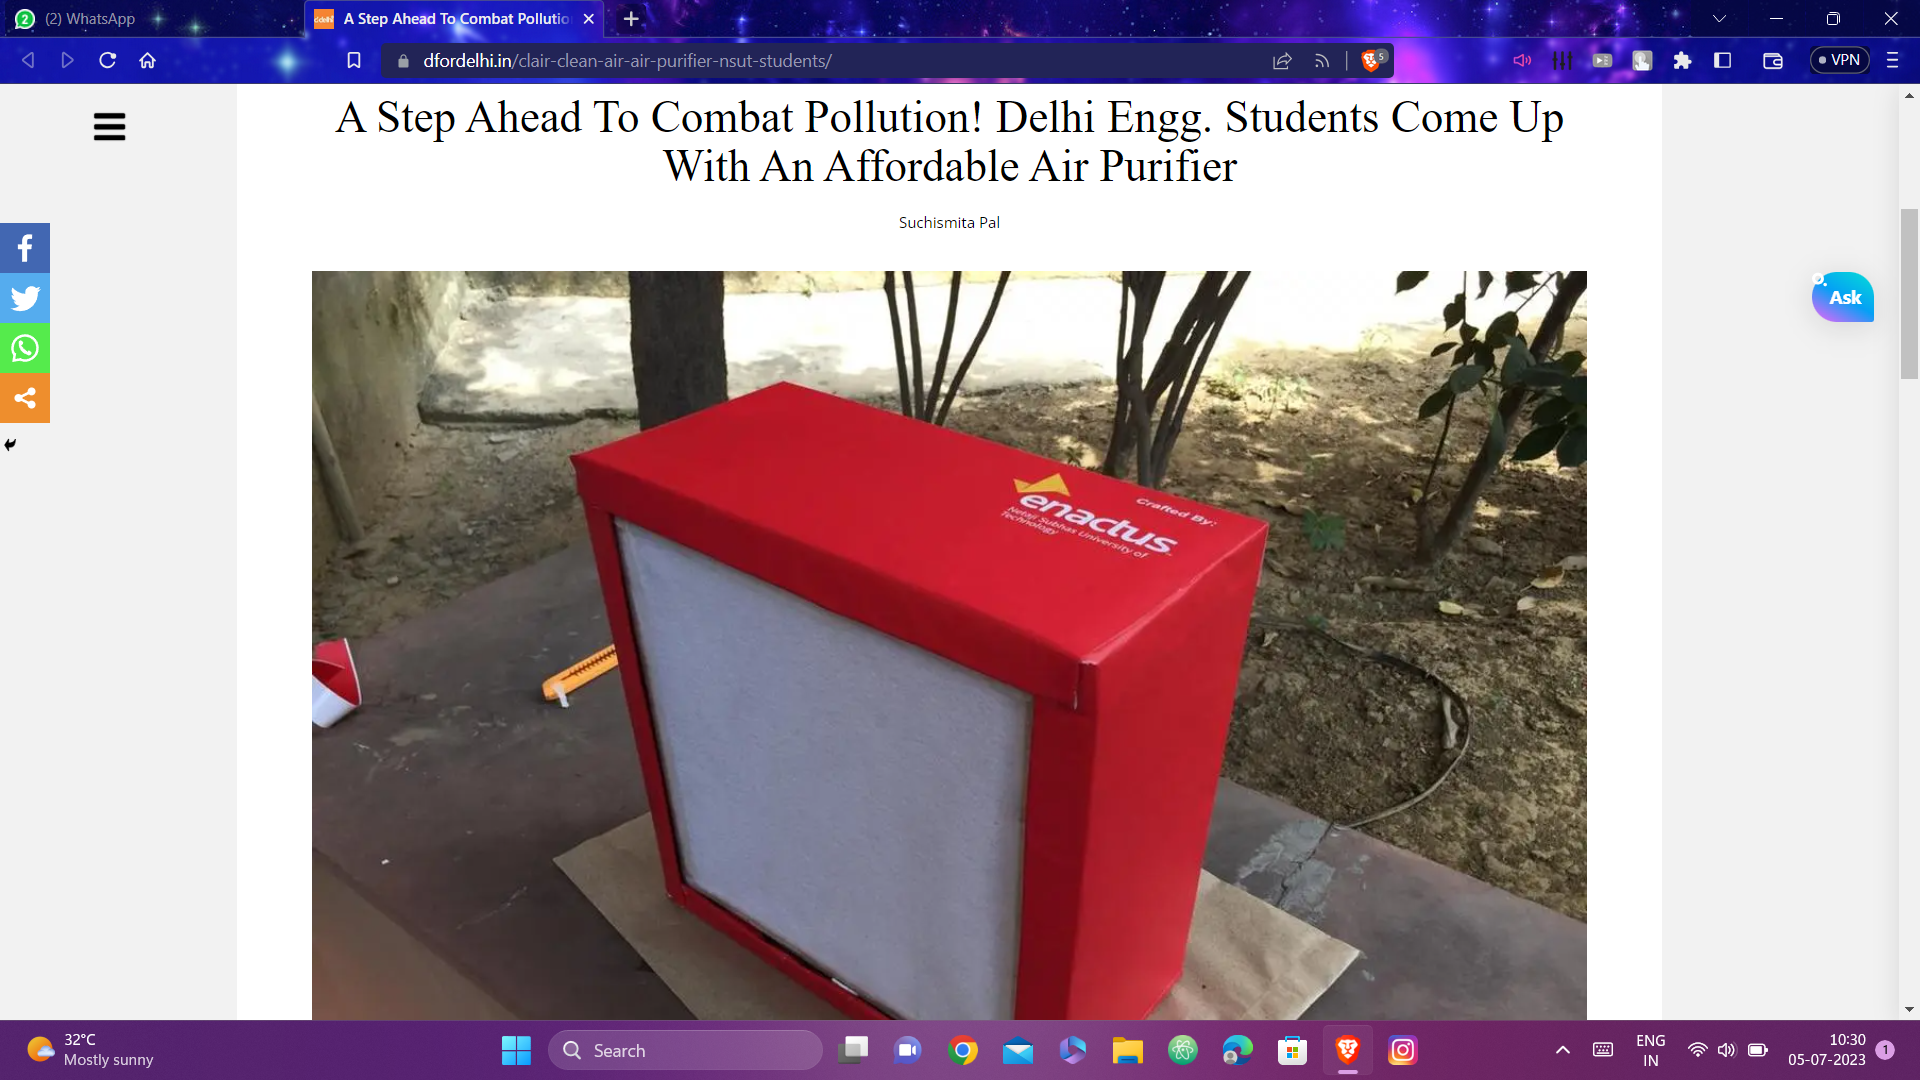 (2) WhatsApp
A Step Ahead To Combat Pollutio
dfordelhi.in/clair-clean-air-air-purifier-nsut-students/
5
VPN
A Step Ahead To Combat Pollution! Delhi Engg. Students Come Up
With An Affordable Air Purifier
Suchismita Pal
Ask
Crafted By:
enactus
Netaji Subhas University of
Technology
32°C
Mostly sunny
Search
ENG
IN
10:30
05-07-2023
1